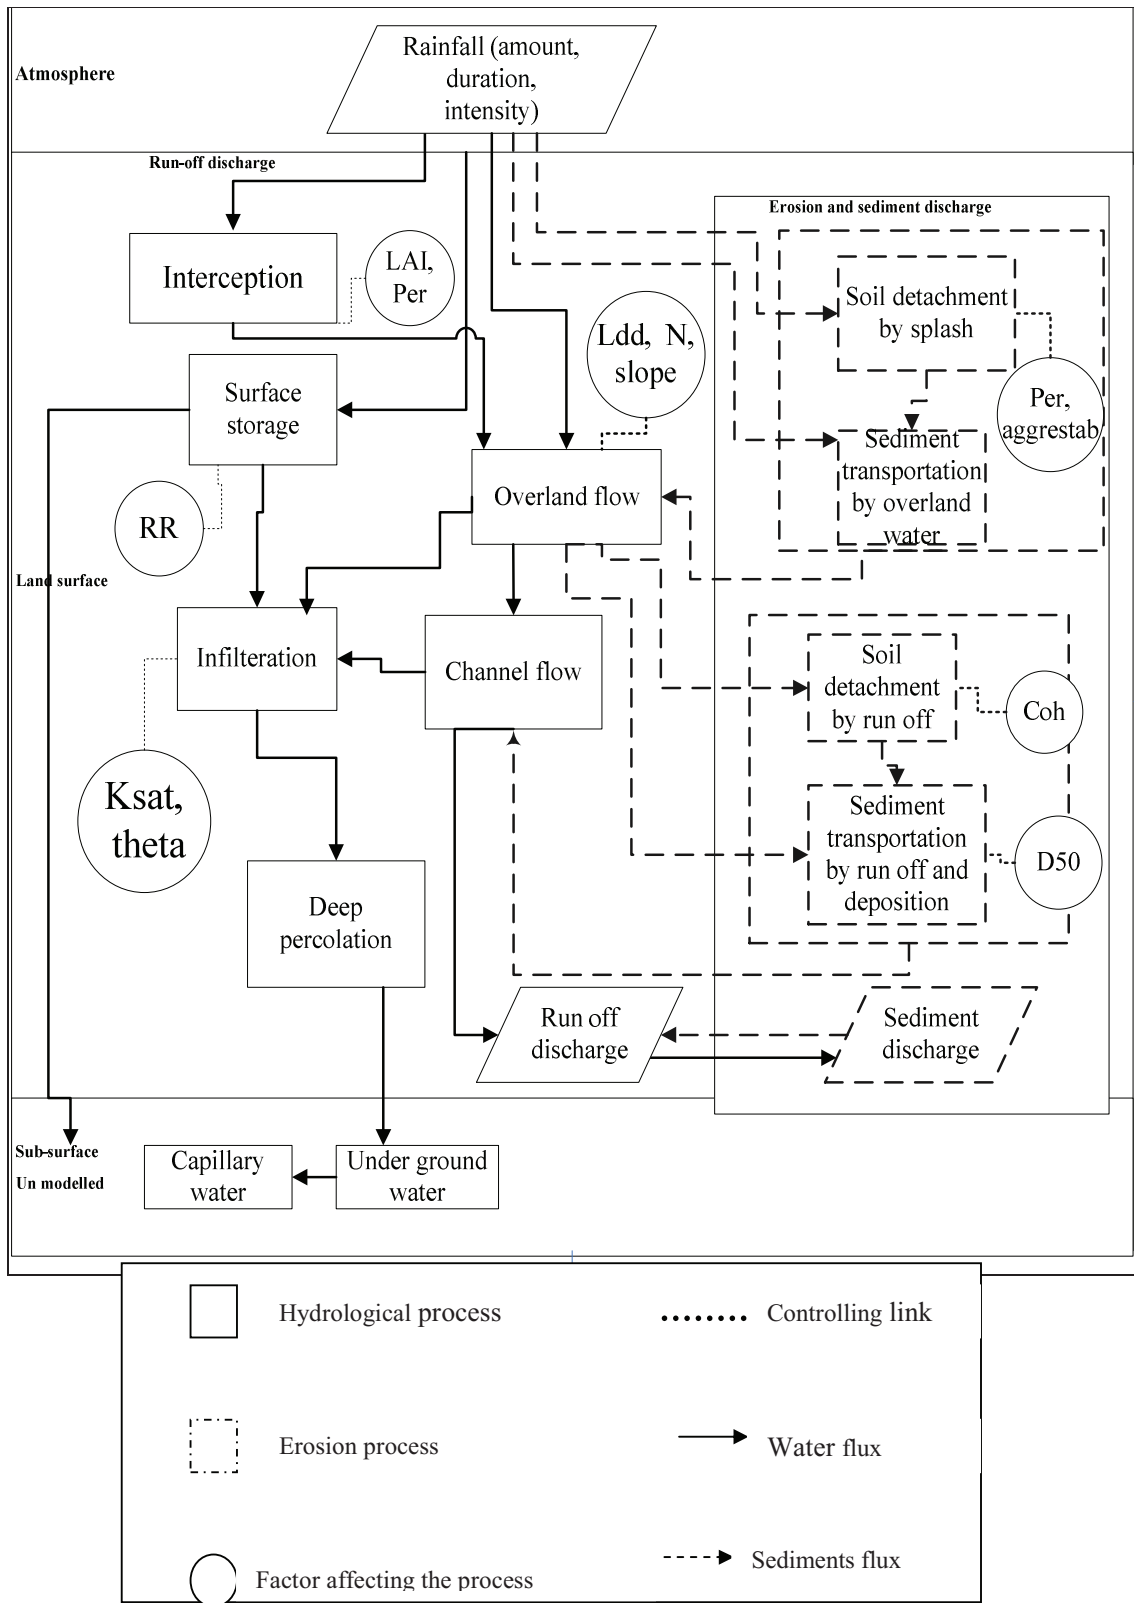 Rainfall (amount,
duration,
intensity)
Atmosphere
Run-off discharge
Erosion and sediment discharge
Interception
LAI,
Per
Soil detachment
by splash
Ldd, N,
slope
Surface
storage
Per,
aggrestab
Sediment
transportation
by overland
water
Overland flow
RR
Land surface
Infilteration
Channel flow
Soil
detachment
by run off
Coh
Ksat,
theta
Sediment
transportation
by run off and
deposition
D50
Deep
percolation
Run off
discharge
Sediment
discharge
Sub-surface
Un modelled
Capillary
water
Under ground
water
Hydrological process
Controlling link
Erosion process
Water flux
Sediments flux
Factor affecting the process